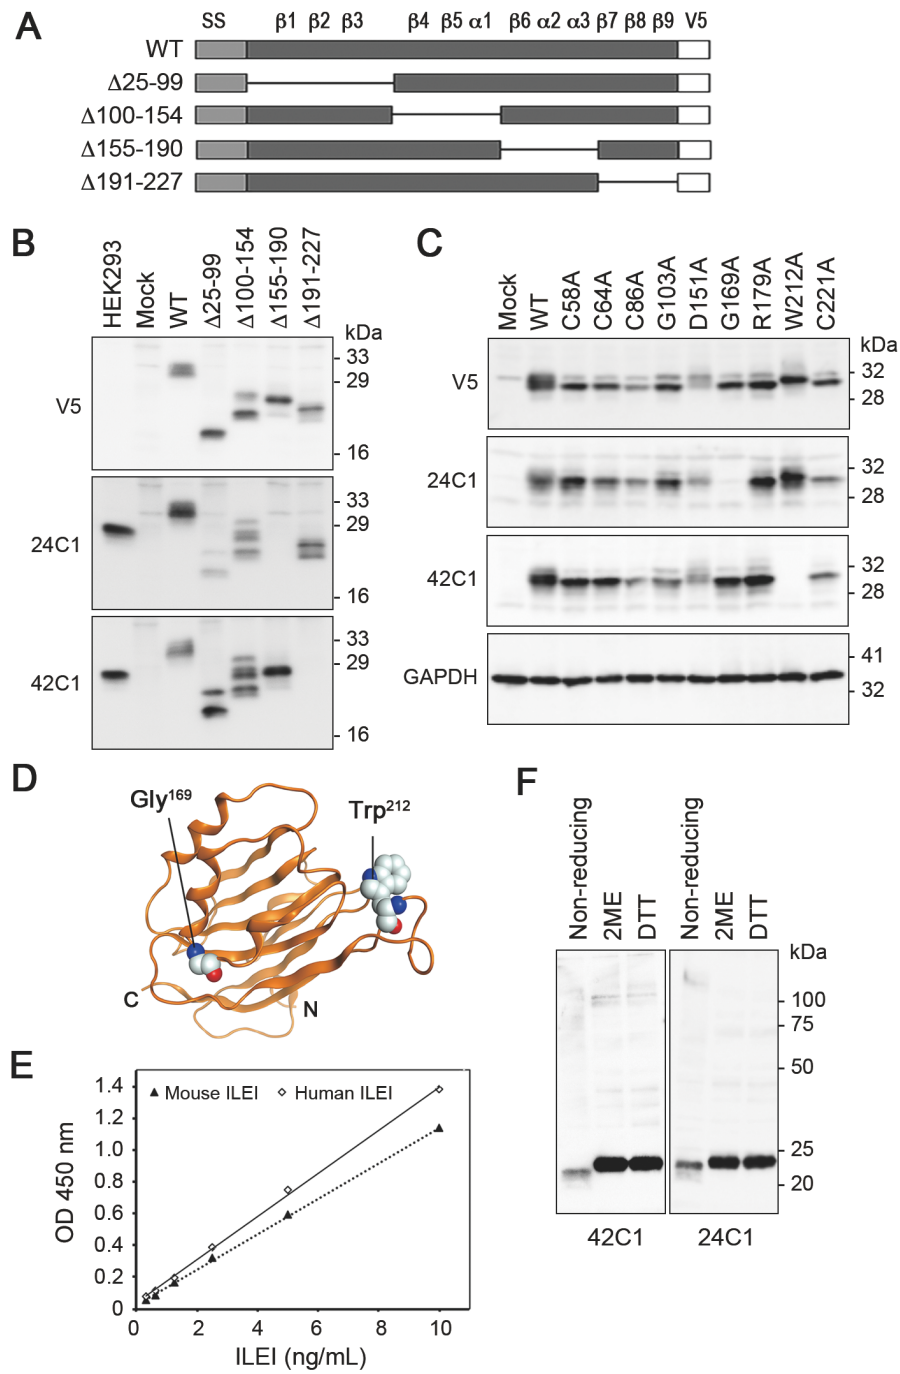 A
SS β1 β2 β3 β4 β5 α1 β6 α2 α3 β7 β8 β9 V5
WT
Δ25-99
Δ100-154
Δ155-190
Δ191-227
B
HEK293 Mock WT Δ25-99 Δ100-154 Δ155-190 Δ191-227
kDa
V5
33
29
16
24C1
33
29
16
42C1
33
29
16
C
Mock WT C58A C64A C86A G103A D151A G169A R179A W212A C221A
kDa
V5
32
28
24C1
32
28
42C1
32
28
GAPDH
41
32
D
Gly169
Trp212
C
N
E
OD 450 nm
1.4
1.2
1.0
0.8
0.6
0.4
0.2
0
Mouse ILEI Human ILEI
0 2 4 6 8 10
ILEI (ng/mL)
F
Non-reducing 2ME DTT Non-reducing 2ME DTT
kDa
100
75
50
25
20
42C1 24C1